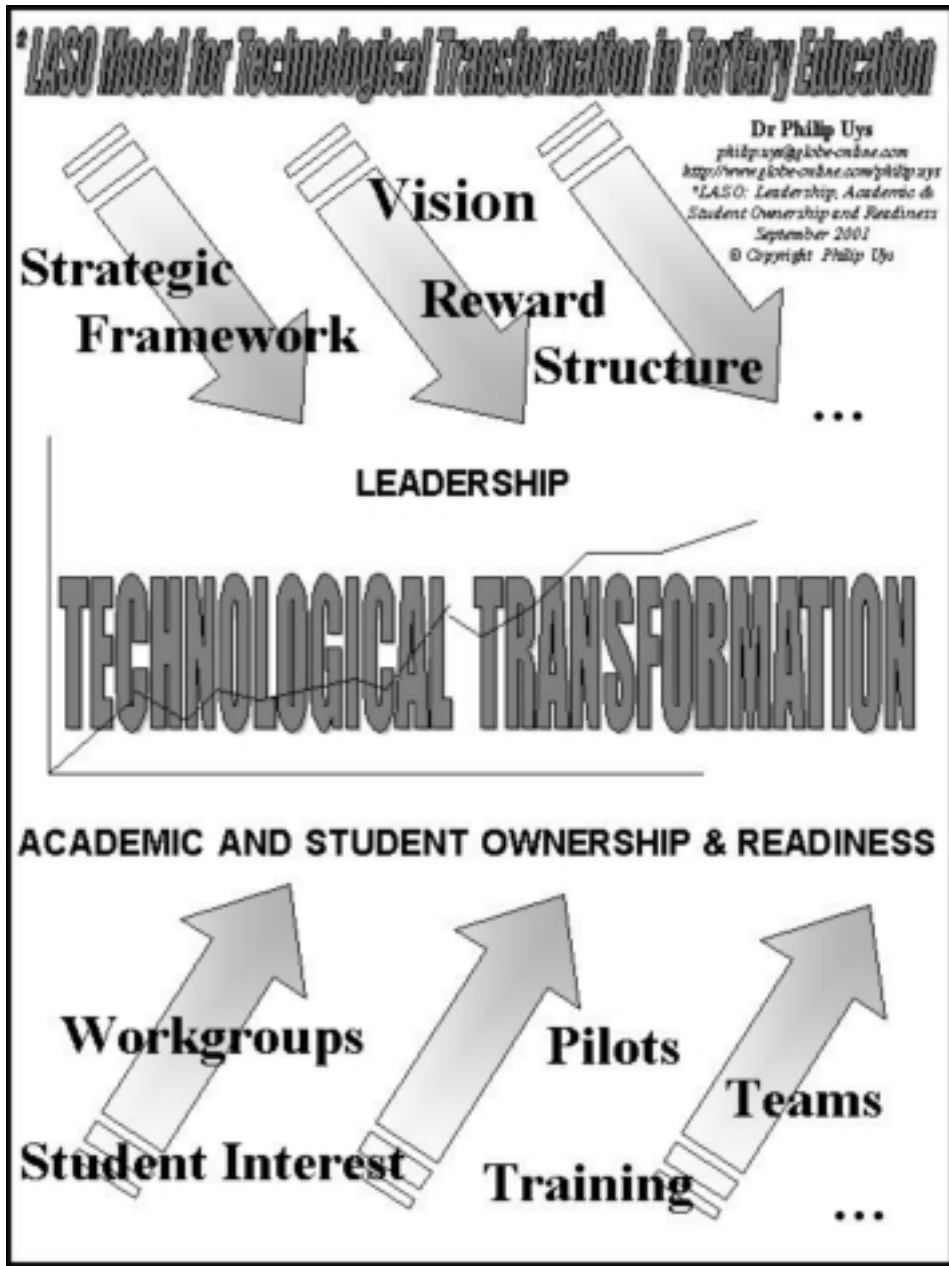 *LASO Model for Technological Transformation in Tertiary Education
Dr Philip Uys
philip.uys@globe-online.com
http://www.globe-online.com/philip.uys
*LASO: Leadership, Academic &
Student Ownership and Readiness
September 2001
© Copyright Philip Uys
Vision
Strategic
Framework
Reward
Structure
...
LEADERSHIP
TECHNOLOGICAL TRANSFORMATION
ACADEMIC AND STUDENT OWNERSHIP & READINESS
Workgroups
Pilots
Teams
Student Interest
Training
...